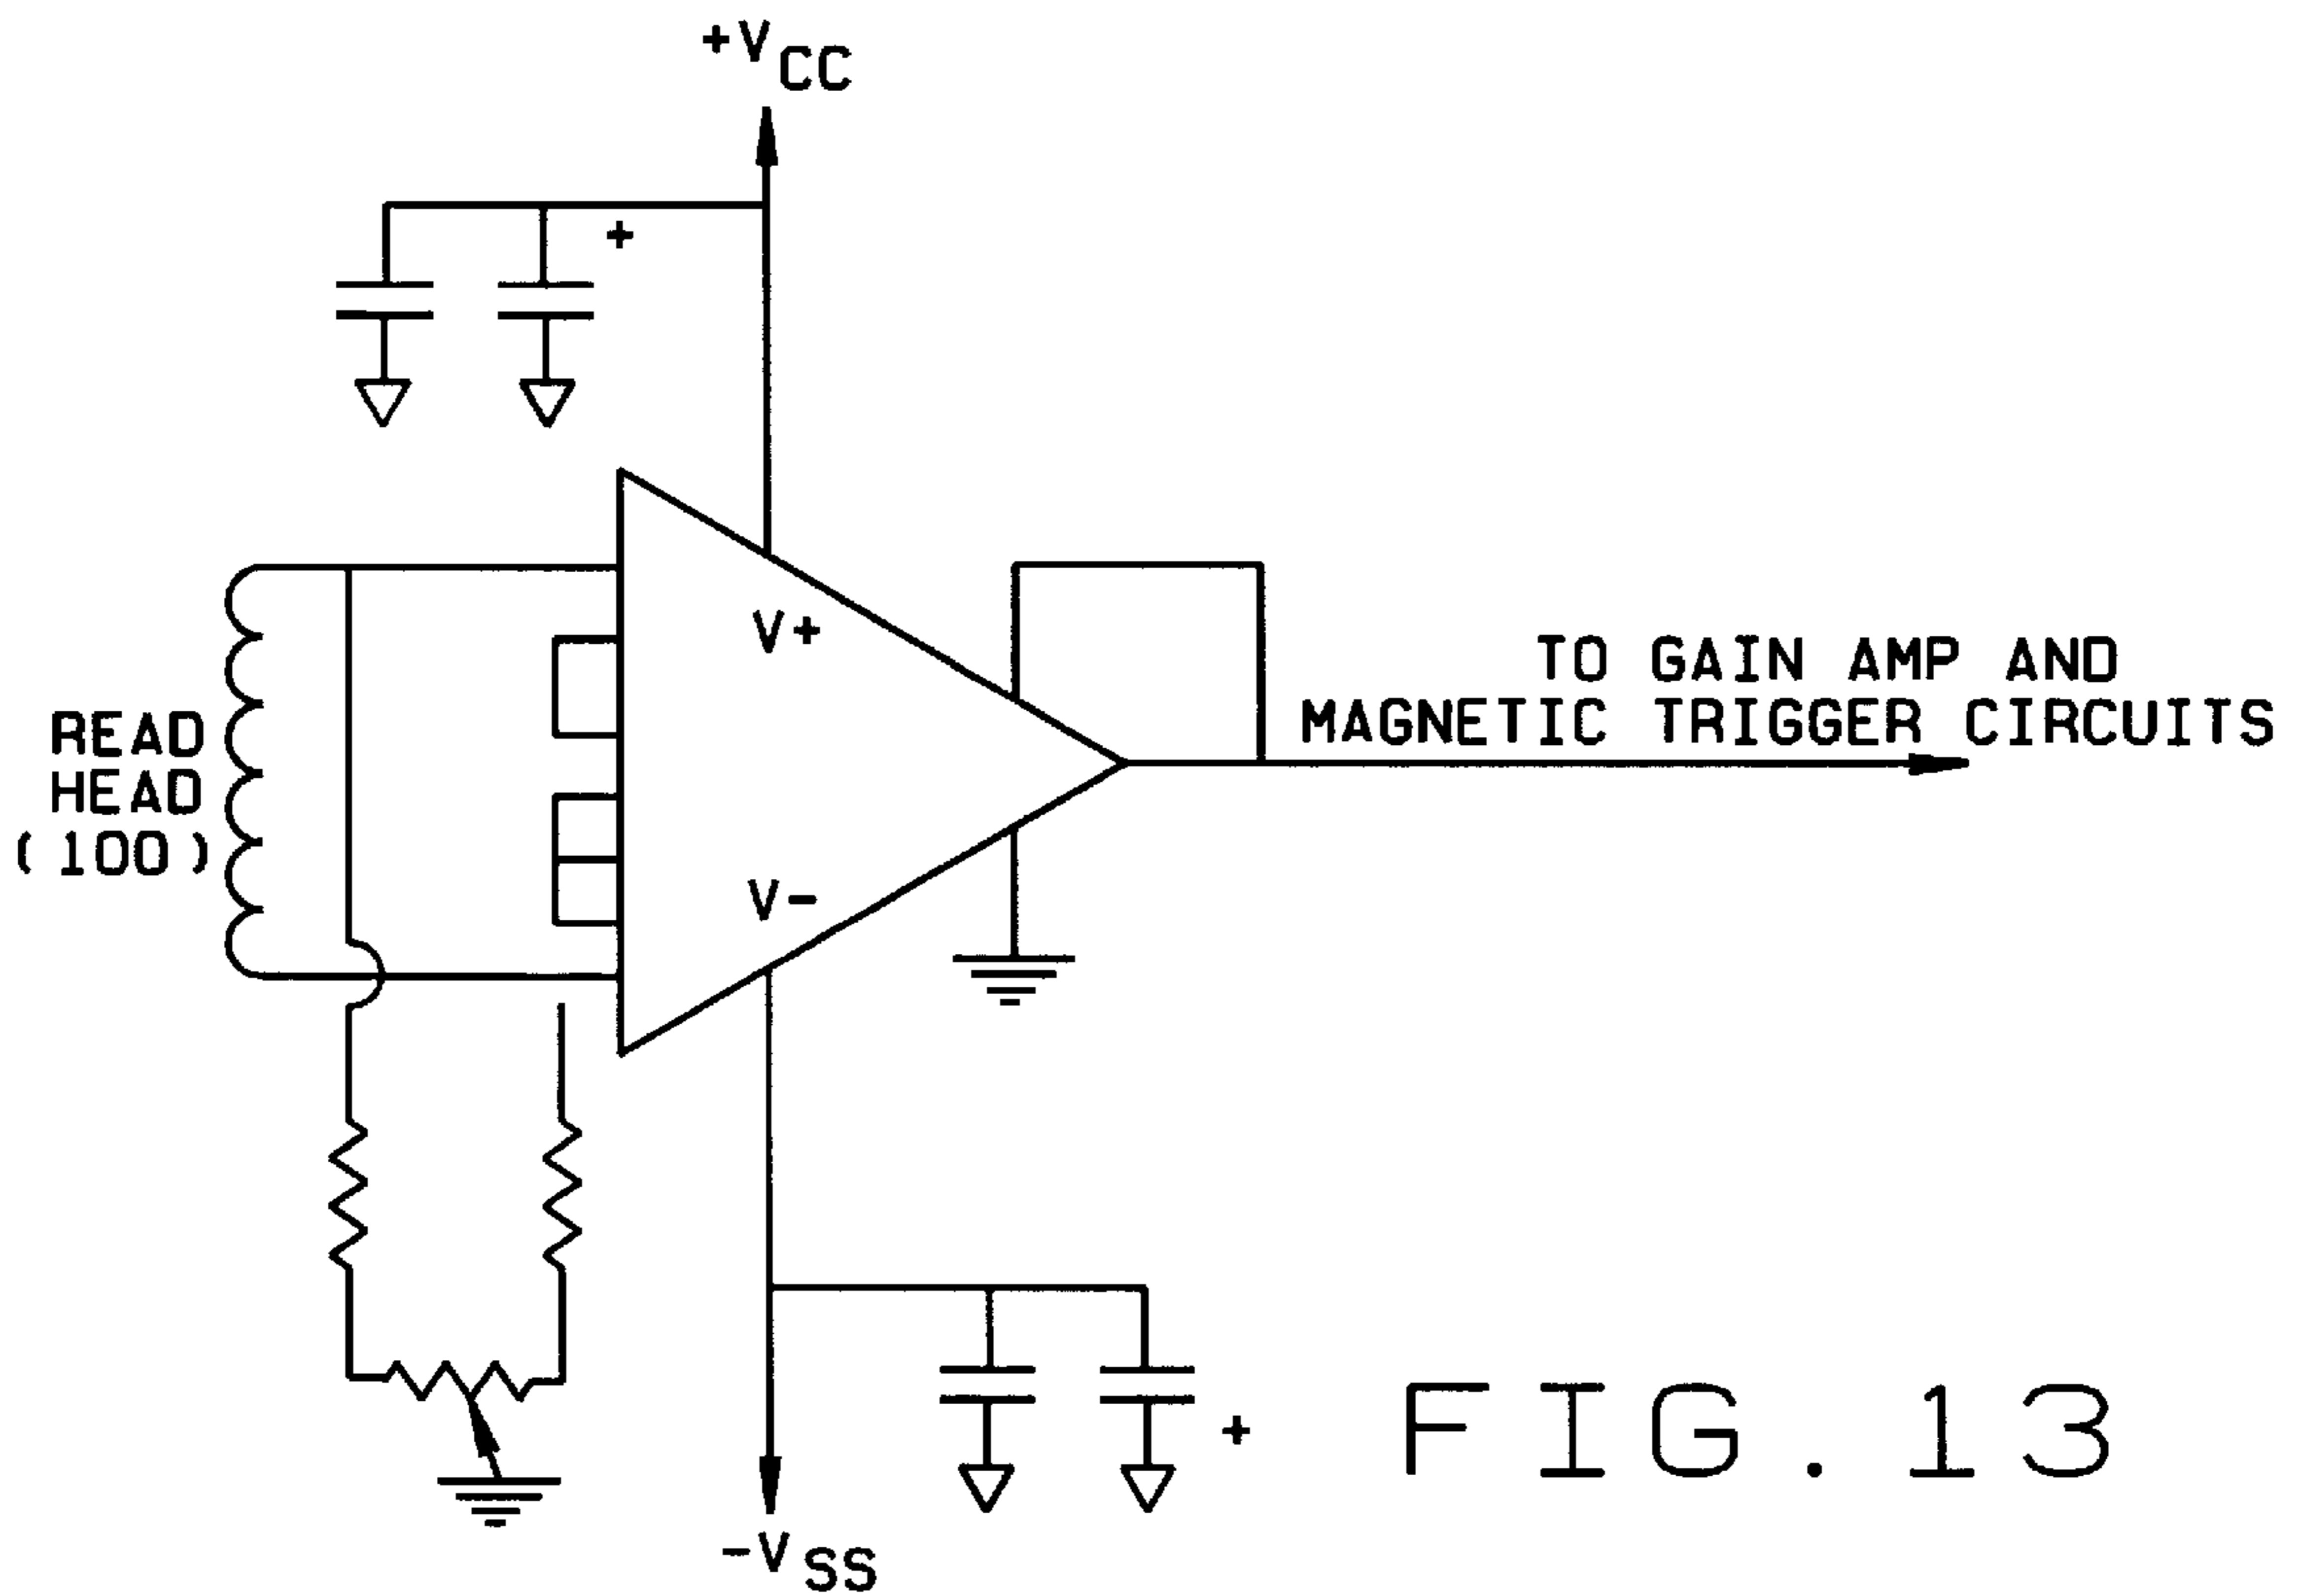 +VCC
+
V+
TO GAIN AMP AND
MAGNETIC TRIGGER CIRCUITS
READ
HEAD
(100)
V-
+
-VSS
FIG.13